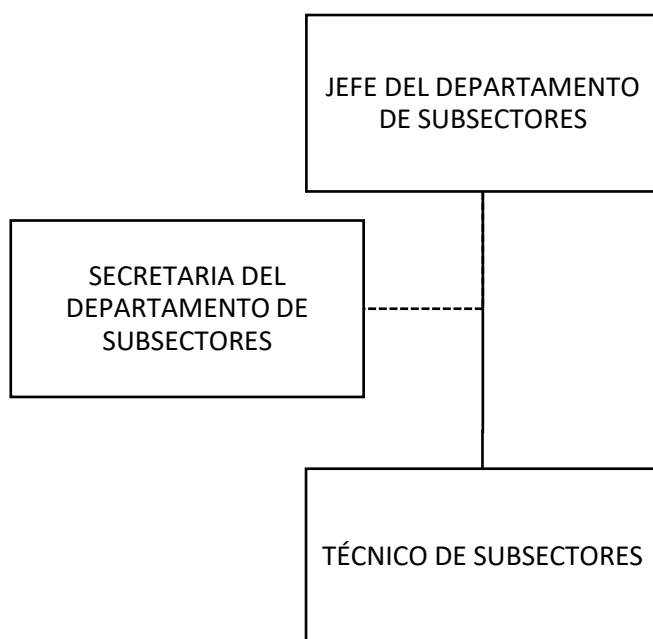 JEFE DEL DEPARTAMENTO
DE SUBSECTORES
SECRETARIA DEL
DEPARTAMENTO DE
SUBSECTORES
TÉCNICO DE SUBSECTORES